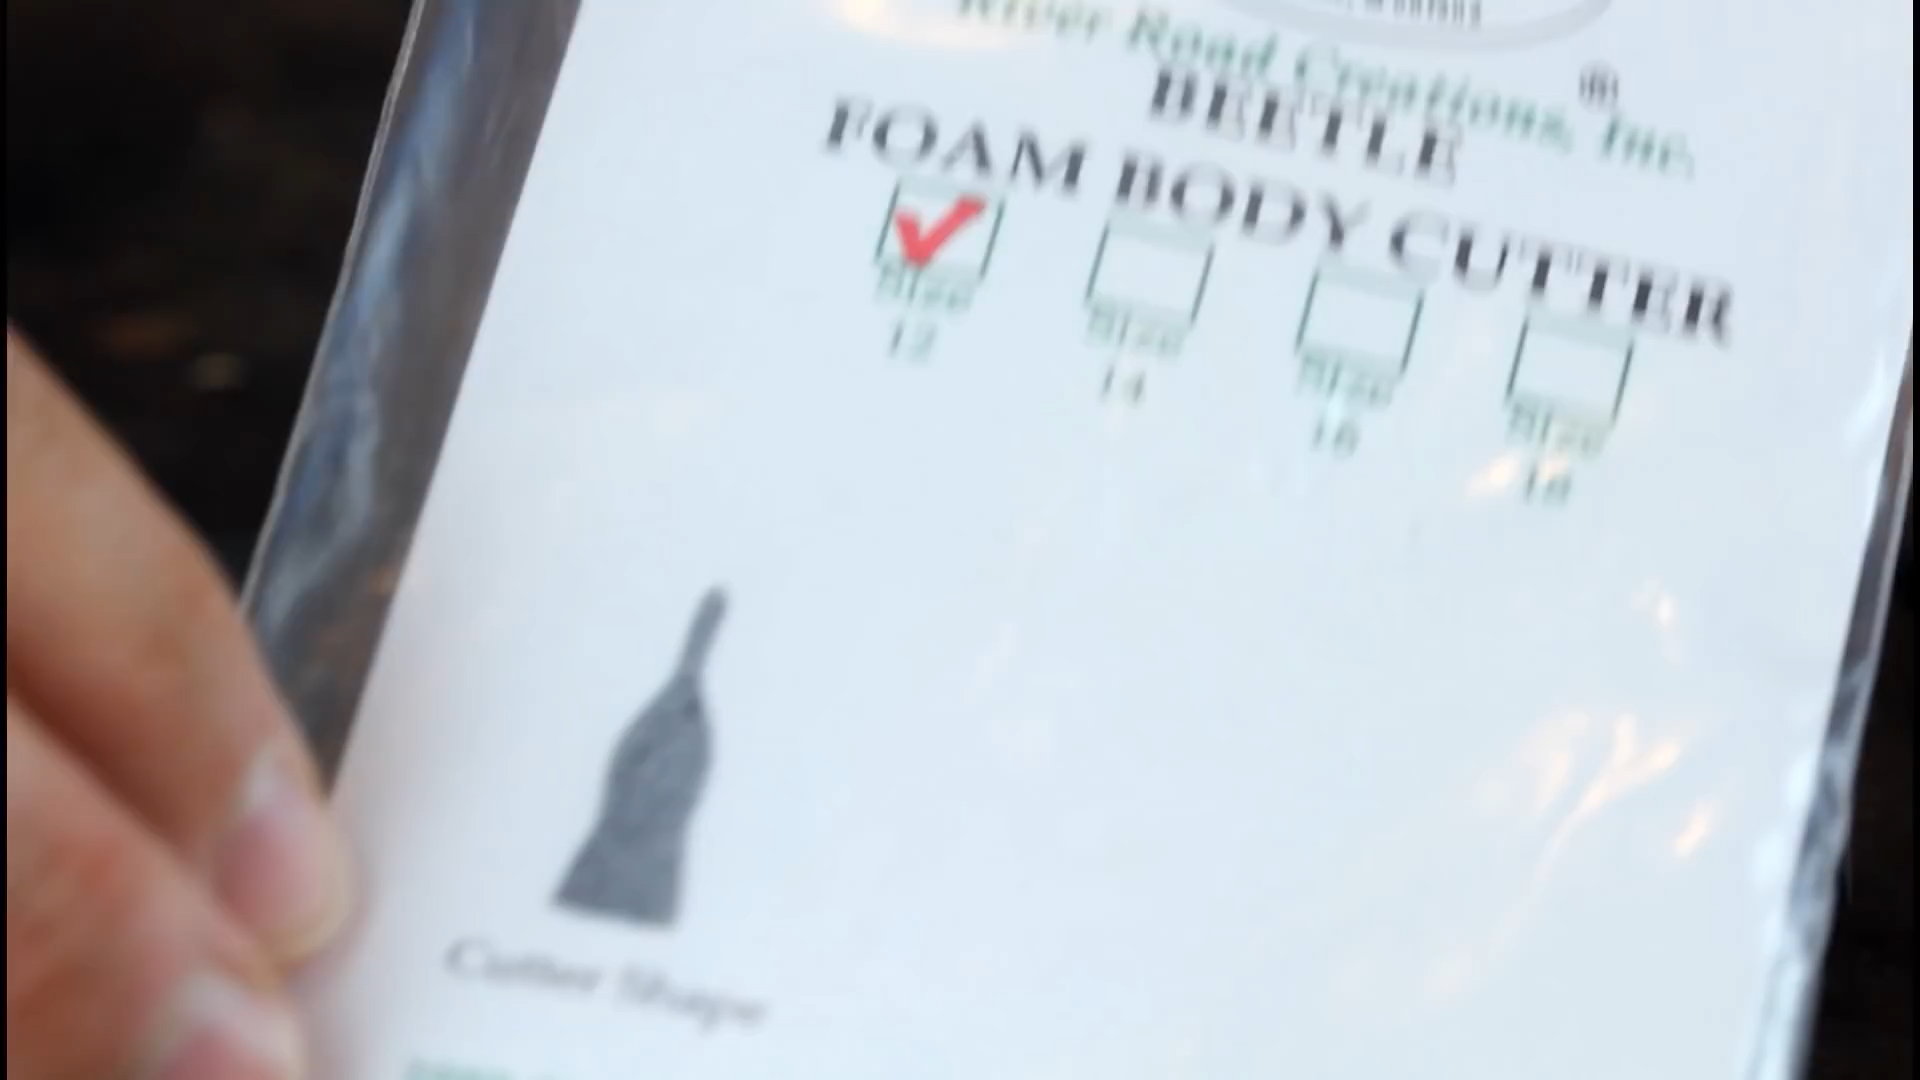 River Road Creations, Inc.
®
BEETLE
FOAM BODY CUTTER
Size Size Size Size
12 14 16 18
Cutter Shape